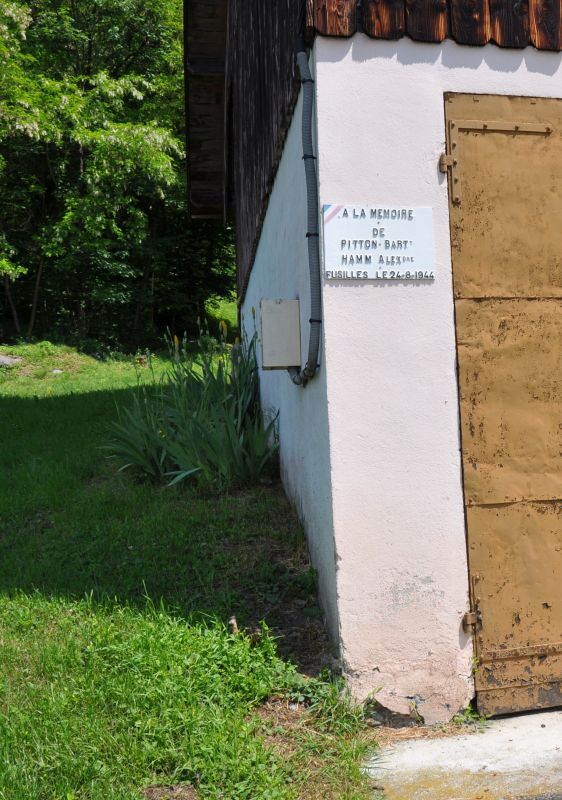 A LA MEMOIRE
DE
PITTON-BARTT
HAMM ALEXDRE
FUSILLES LE 24-8-1944